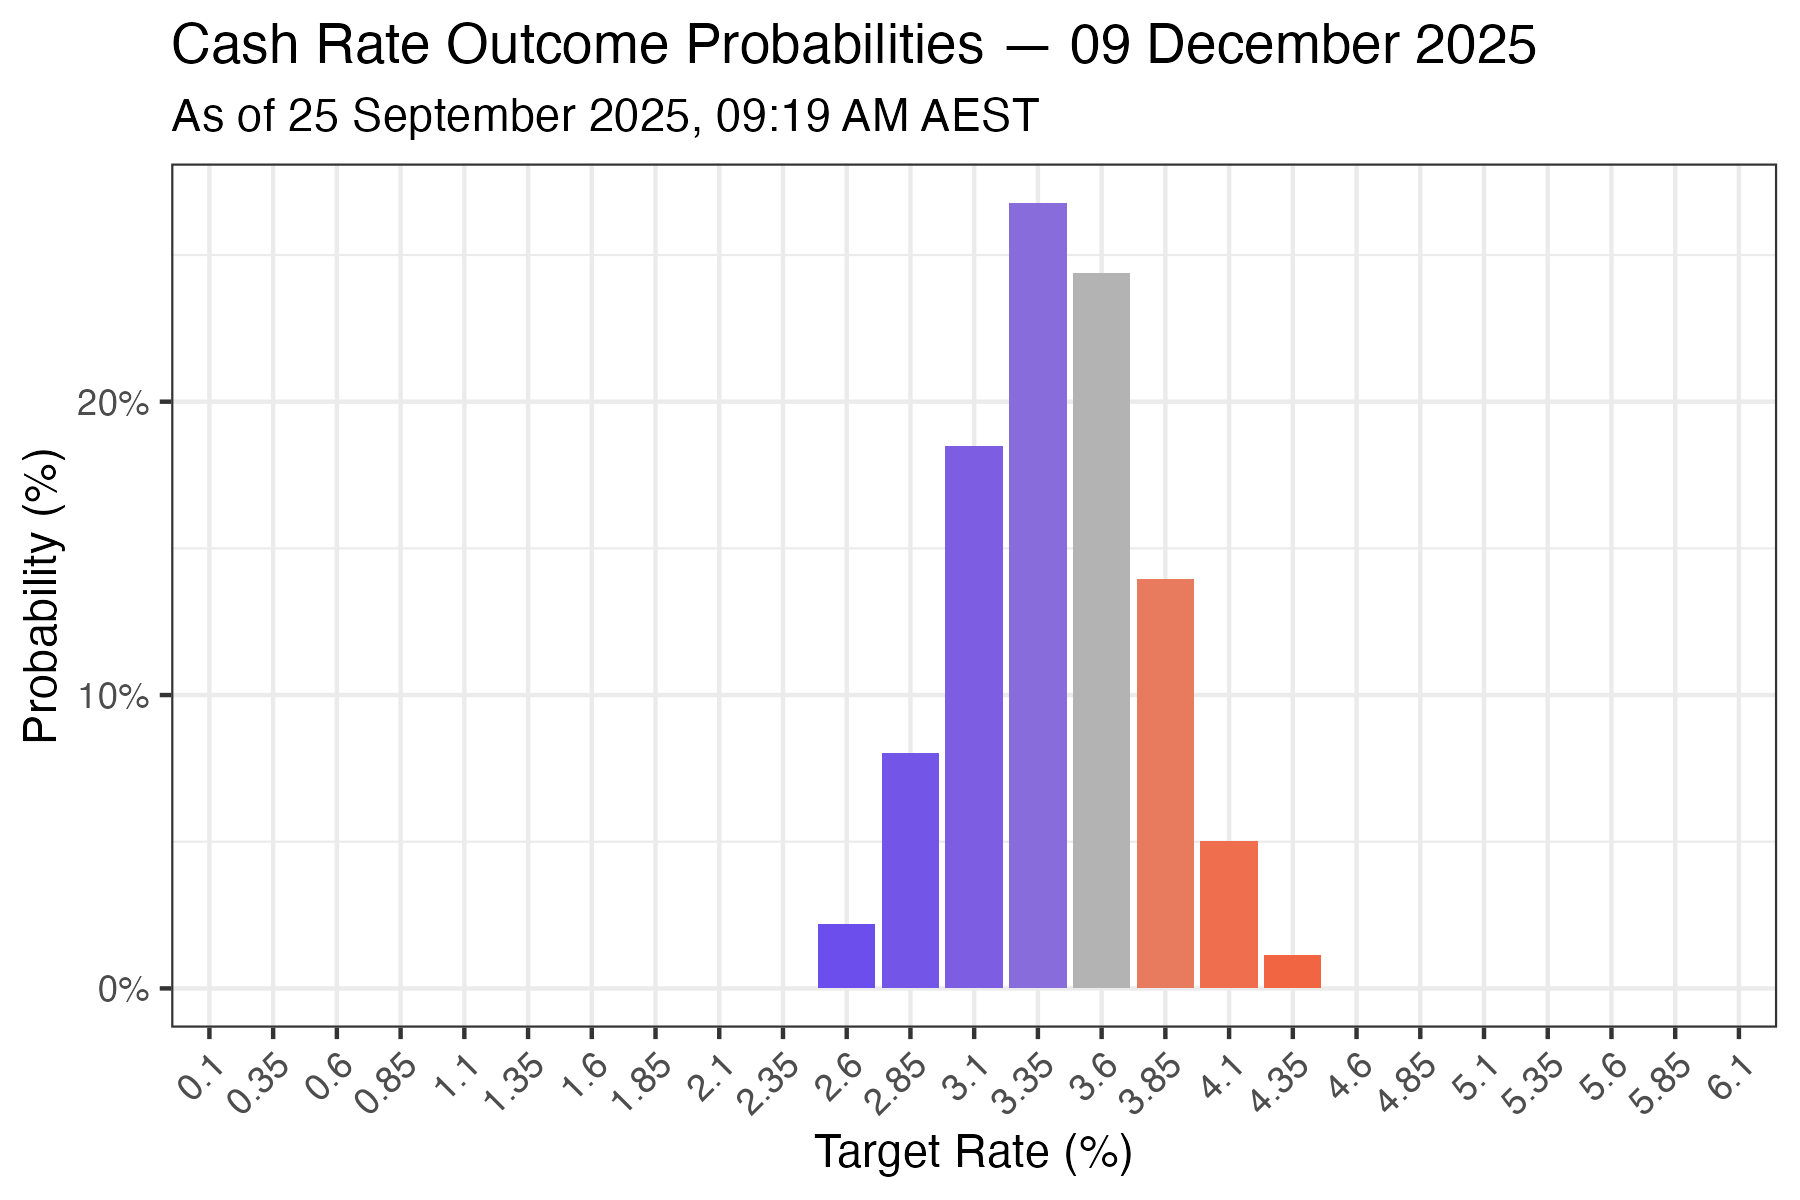 Cash Rate Outcome Probabilities — 09 December 2025
As of 25 September 2025, 09:19 AM AEST
Probability (%)
20%
10%
0%
0.1 0.35 0.6 0.85 1.1 1.35 1.6 1.85 2.1 2.35 2.6 2.85 3.1 3.35 3.6 3.85 4.1 4.35 4.6 4.85 5.1 5.35 5.6 5.85 6.1
Target Rate (%)